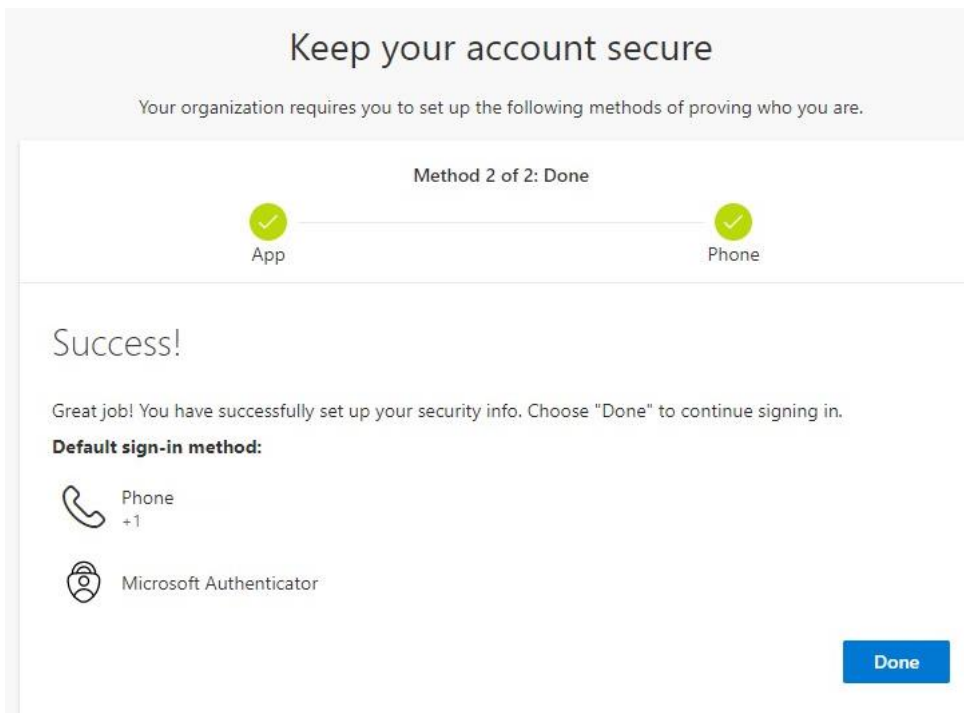 Keep your account secure
Your organization requires you to set up the following methods of proving who you are.
Method 2 of 2: Done
App
Phone
Success!
Great job! You have successfully set up your security info. Choose "Done" to continue signing in.
Default sign-in method:
Phone
+1
Microsoft Authenticator
Done